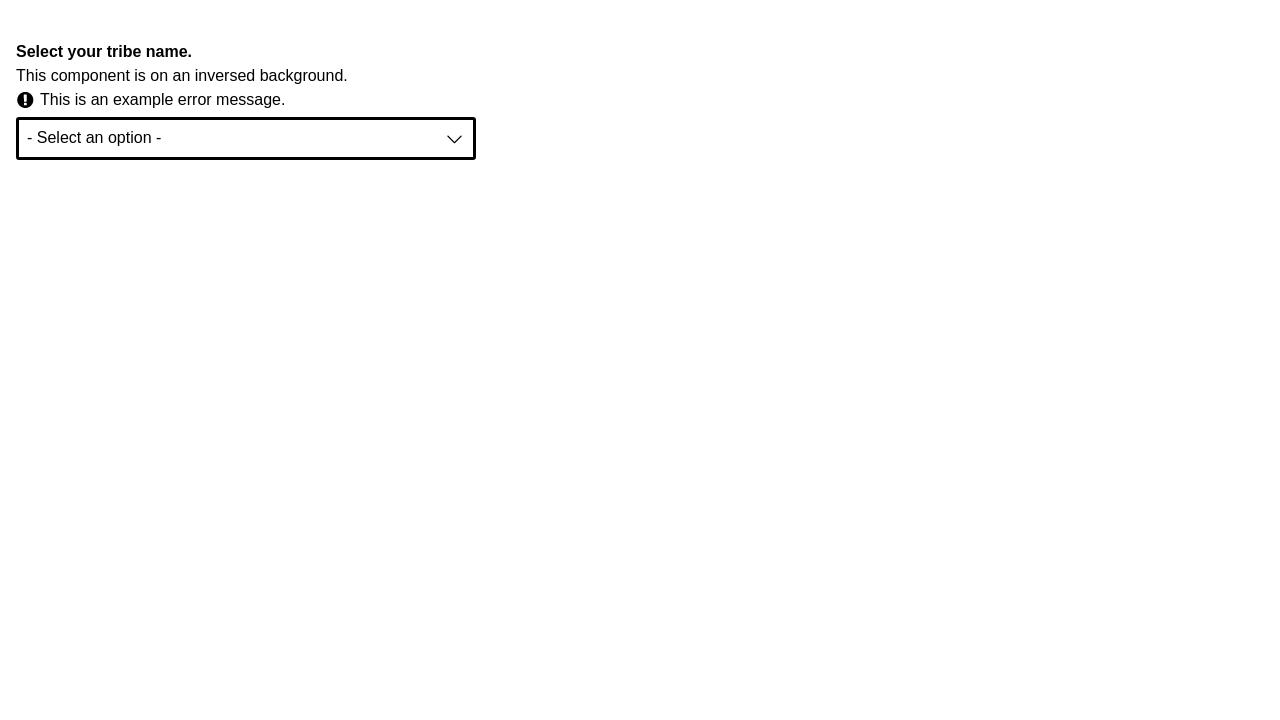 Select your tribe name.
This component is on an inversed background.
This is an example error message.
- Select an option -